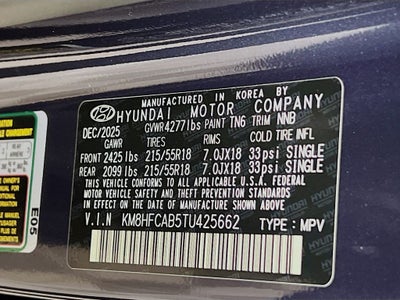 MANUFACTURED IN KOREA BY
HYUNDAI MOTOR COMPANY
DEC/2025 GVWR 4277lbs PAINT TN6 TRIM NNB
GAWR TIRES RIMS COLD TIRE INFL
FRONT 2425 lbs 215/55R18 7.0JX18 33psi SINGLE
REAR 2099 lbs 215/55R18 7.0JX18 33psi SINGLE
THIS VEHICLE CONFORMS TO ALL APPLICABLE U.S.A. FEDERAL
MOTOR VEHICLE SAFETY AND THEFT PREVENTION STANDARDS
IN EFFECT ON THE DATE OF MANUFACTURE SHOWN ABOVE.
V.I.N KM8HFCAB5TU425662 TYPE: MPV
E05